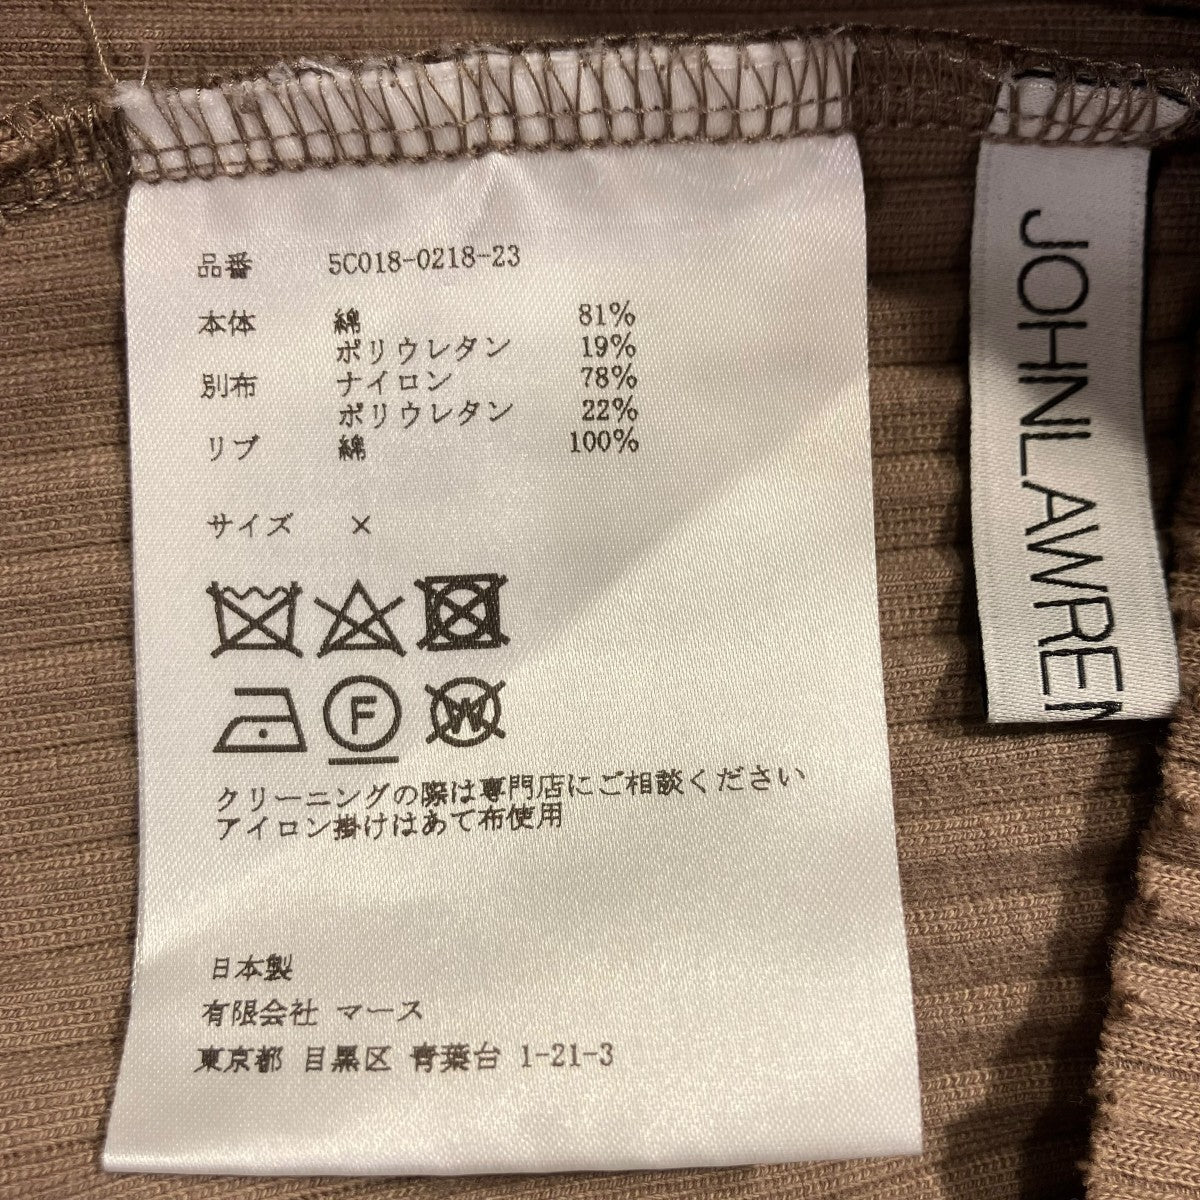 品番 5C018-0218-23
本体 綿 81%
ポリウレタン 19%
別布 ナイロン 78%
ポリウレタン 22%
リブ 綿 100%
サイズ ×
F W
クリーニングの際は専門店にご相談ください
アイロン掛けはあて布使用
日本製
有限会社 マース
東京都 目黒区 青葉台 1-21-3
JOHNLAWREN